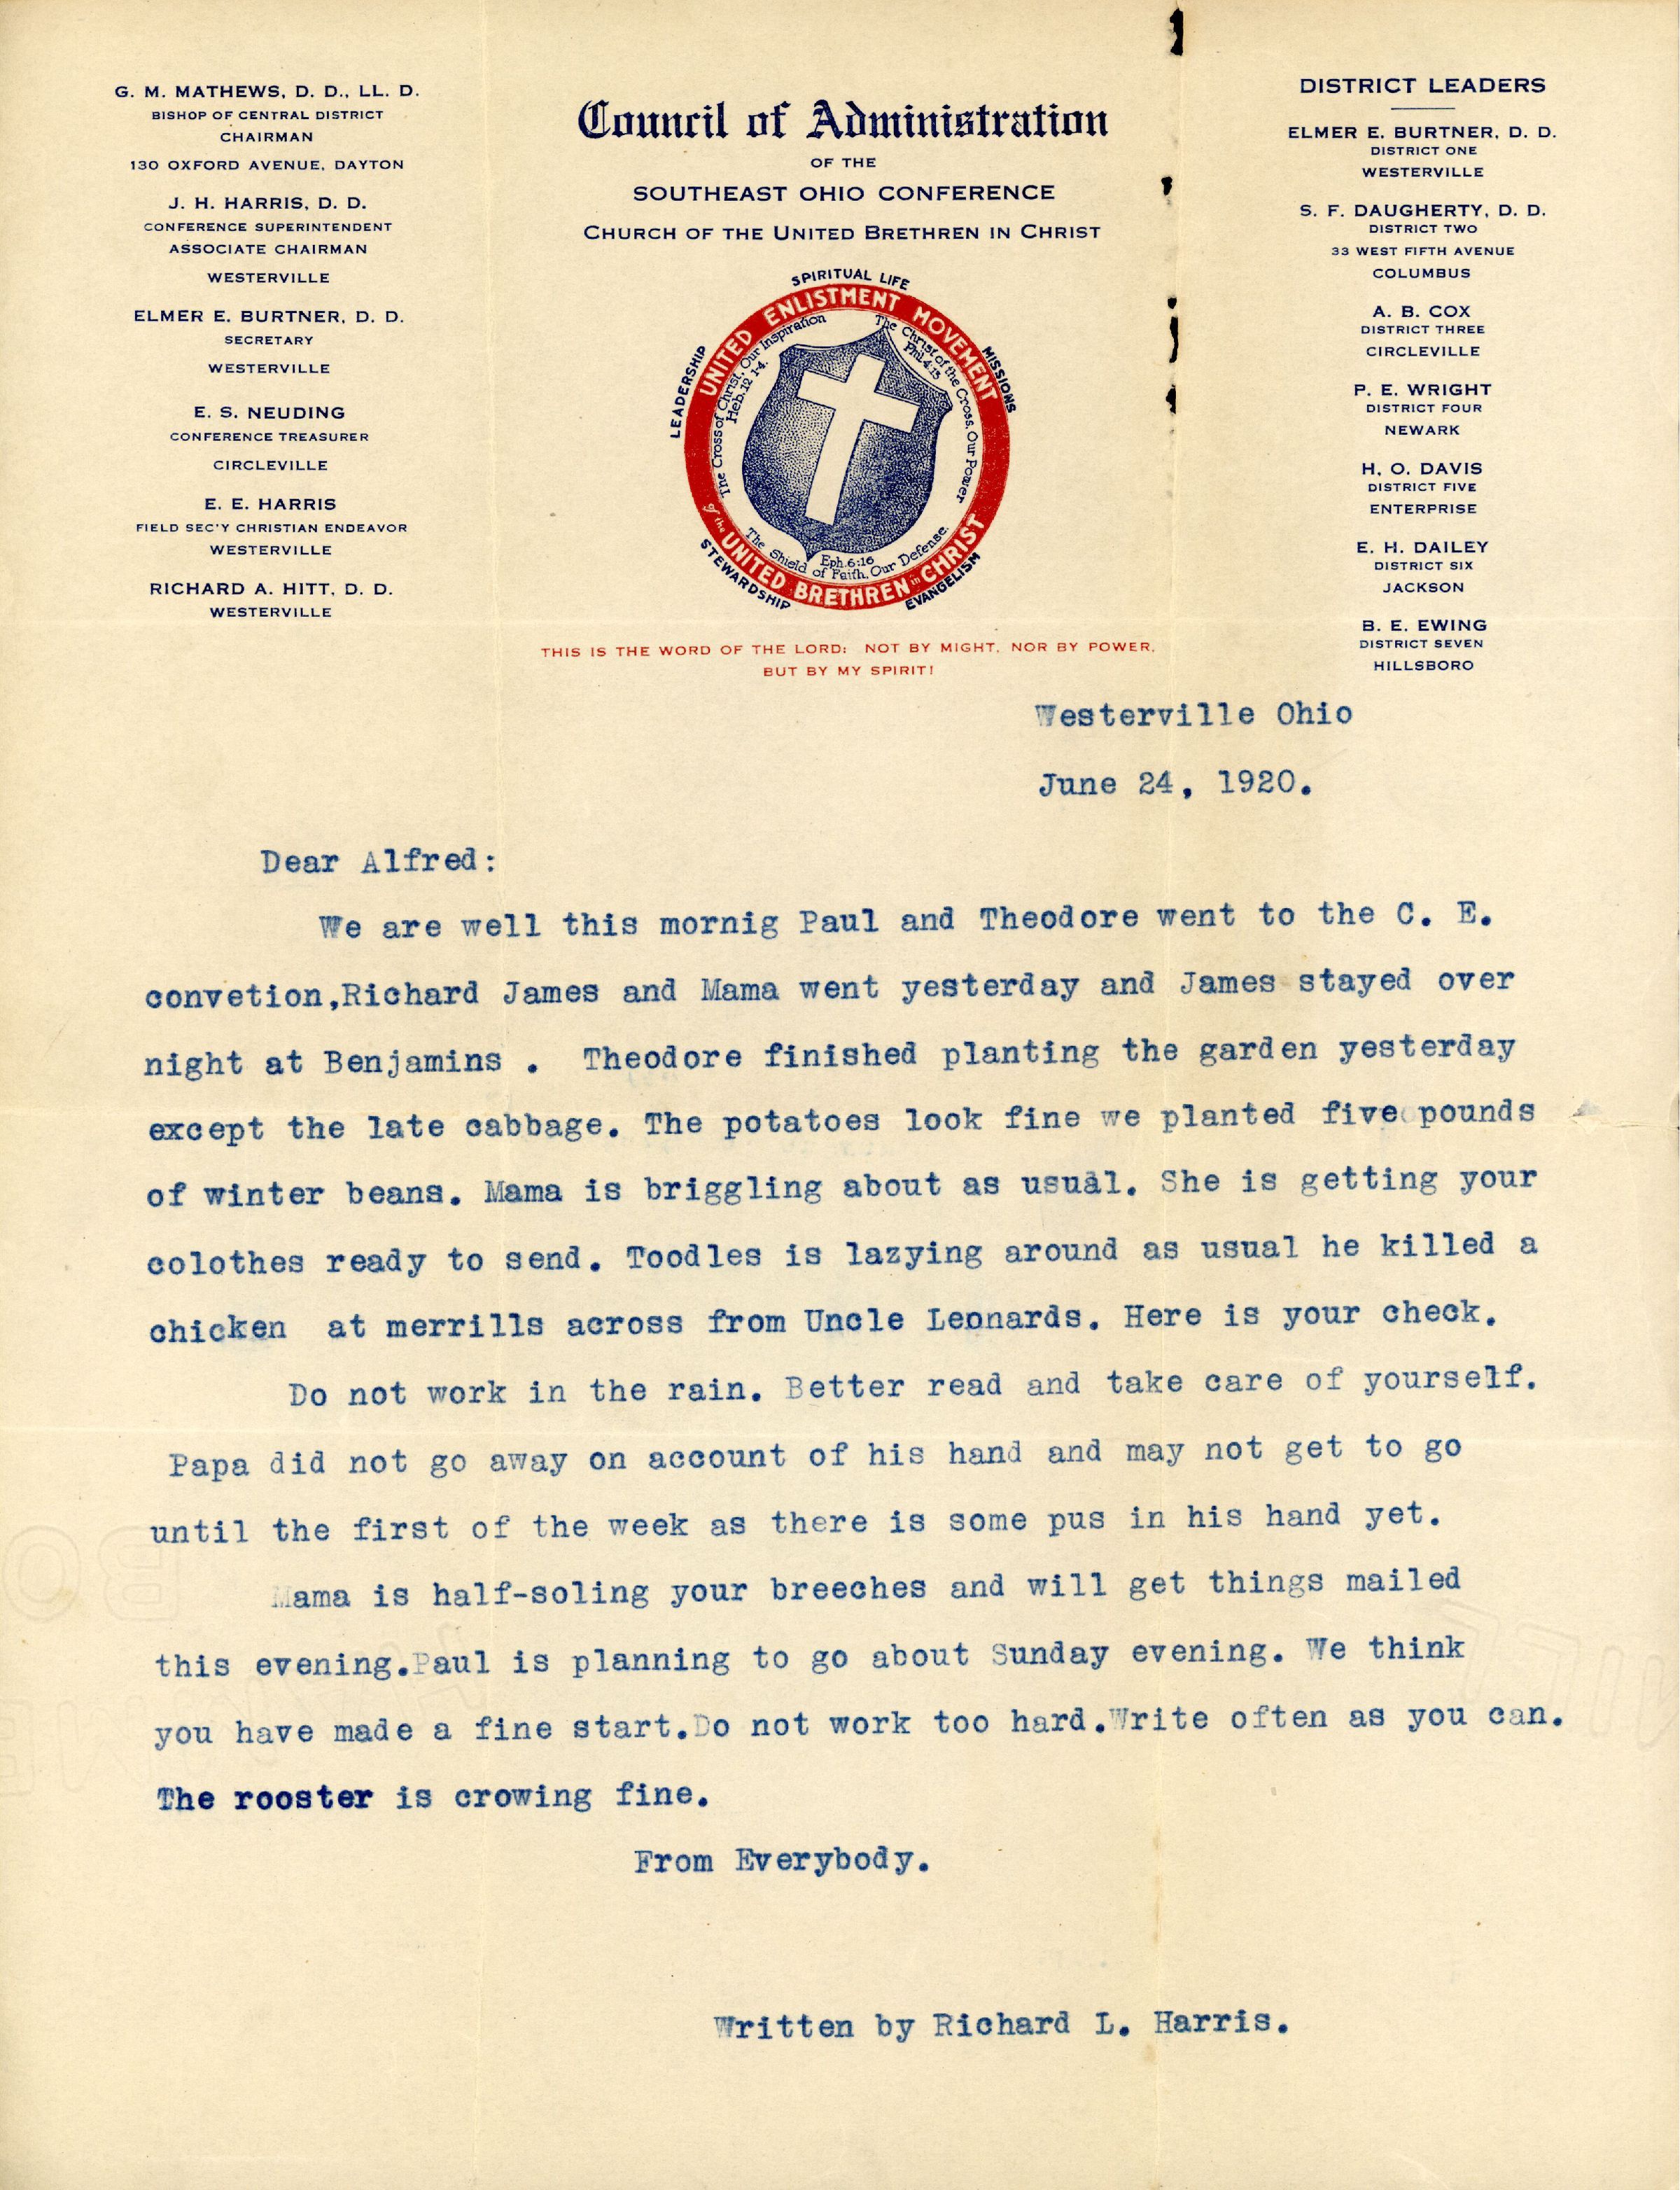 G. M. MATHEWS, D. D., LL. D.
BISHOP OF CENTRAL DISTRICT
CHAIRMAN
130 OXFORD AVENUE, DAYTON
J. H. HARRIS, D. D.
CONFERENCE SUPERINTENDENT
ASSOCIATE CHAIRMAN
WESTERVILLE
ELMER E. BURTNER, D. D.
SECRETARY
WESTERVILLE
E. S. NEUDING
CONFERENCE TREASURER
CIRCLEVILLE
E. E. HARRIS
FIELD SEC'Y CHRISTIAN ENDEAVOR
WESTERVILLE
RICHARD A. HITT, D. D.
WESTERVILLE
Council of Administration
OF THE
SOUTHEAST OHIO CONFERENCE
CHURCH OF THE UNITED BRETHREN IN CHRIST
SPIRITUAL LIFE
LEADERSHIP
MISSIONS
STEWARDSHIP
EVANGELISM
UNITED ENLISTMENT MOVEMENT
of the UNITED BRETHREN in CHRIST
The Cross of Christ, Our Inspiration
Heb. 12 1-4.
The Christ of the Cross, Our Power
Phil. 4:13
The Shield of Faith, Our Defense.
Eph. 6:16
THIS IS THE WORD OF THE LORD: NOT BY MIGHT, NOR BY POWER,
BUT BY MY SPIRIT!
DISTRICT LEADERS
ELMER E. BURTNER, D. D.
DISTRICT ONE
WESTERVILLE
S. F. DAUGHERTY, D. D.
DISTRICT TWO
33 WEST FIFTH AVENUE
COLUMBUS
A. B. COX
DISTRICT THREE
CIRCLEVILLE
P. E. WRIGHT
DISTRICT FOUR
NEWARK
H. O. DAVIS
DISTRICT FIVE
ENTERPRISE
E. H. DAILEY
DISTRICT SIX
JACKSON
B. E. EWING
DISTRICT SEVEN
HILLSBORO
Westerville Ohio
June 24, 1920.
Dear Alfred:
We are well this mornig Paul and Theodore went to the C. E.
convetion,Richard James and Mama went yesterday and James stayed over
night at Benjamins . Theodore finished planting the garden yesterday
except the late cabbage. The potatoes look fine we planted five pounds
of winter beans. Mama is briggling about as usual. She is getting your
colothes ready to send. Toodles is lazying around as usual he killed a
chicken at merrills across from Uncle Leonards. Here is your check.
Do not work in the rain. Better read and take care of yourself.
Papa did not go away on account of his hand and may not get to go
until the first of the week as there is some pus in his hand yet.
Mama is half-soling your breeches and will get things mailed
this evening.Paul is planning to go about Sunday evening. We think
you have made a fine start.Do not work too hard.Write often as you can.
The rooster is crowing fine.
From Everybody.
Written by Richard L. Harris.